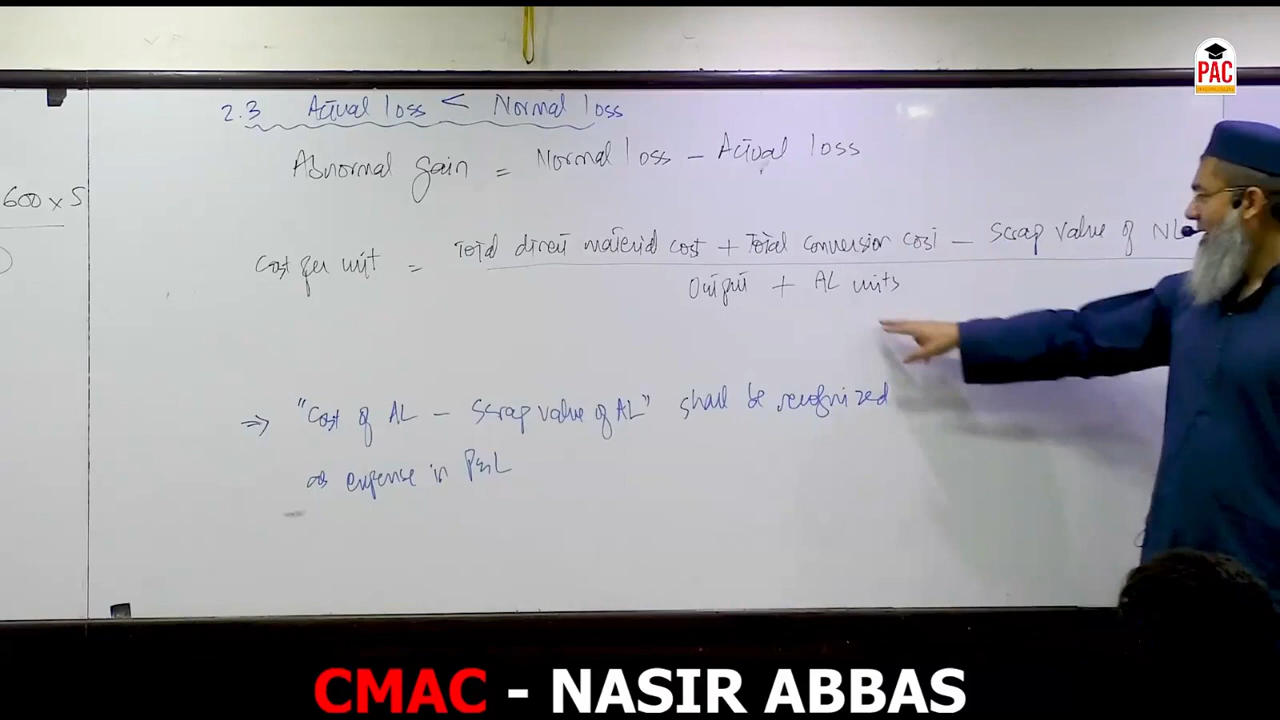 PAC
2.3 Actual loss < Normal loss
Abnormal gain = Normal loss - Actual loss
600 x 5
Cost per unit = Total direct material cost + Total conversion cost - Scrap value of NL
Output + AL units
⇒ "Cost of AL - Scrap value of AL" shall be recognized
as expense in P&L
CMAC - NASIR ABBAS